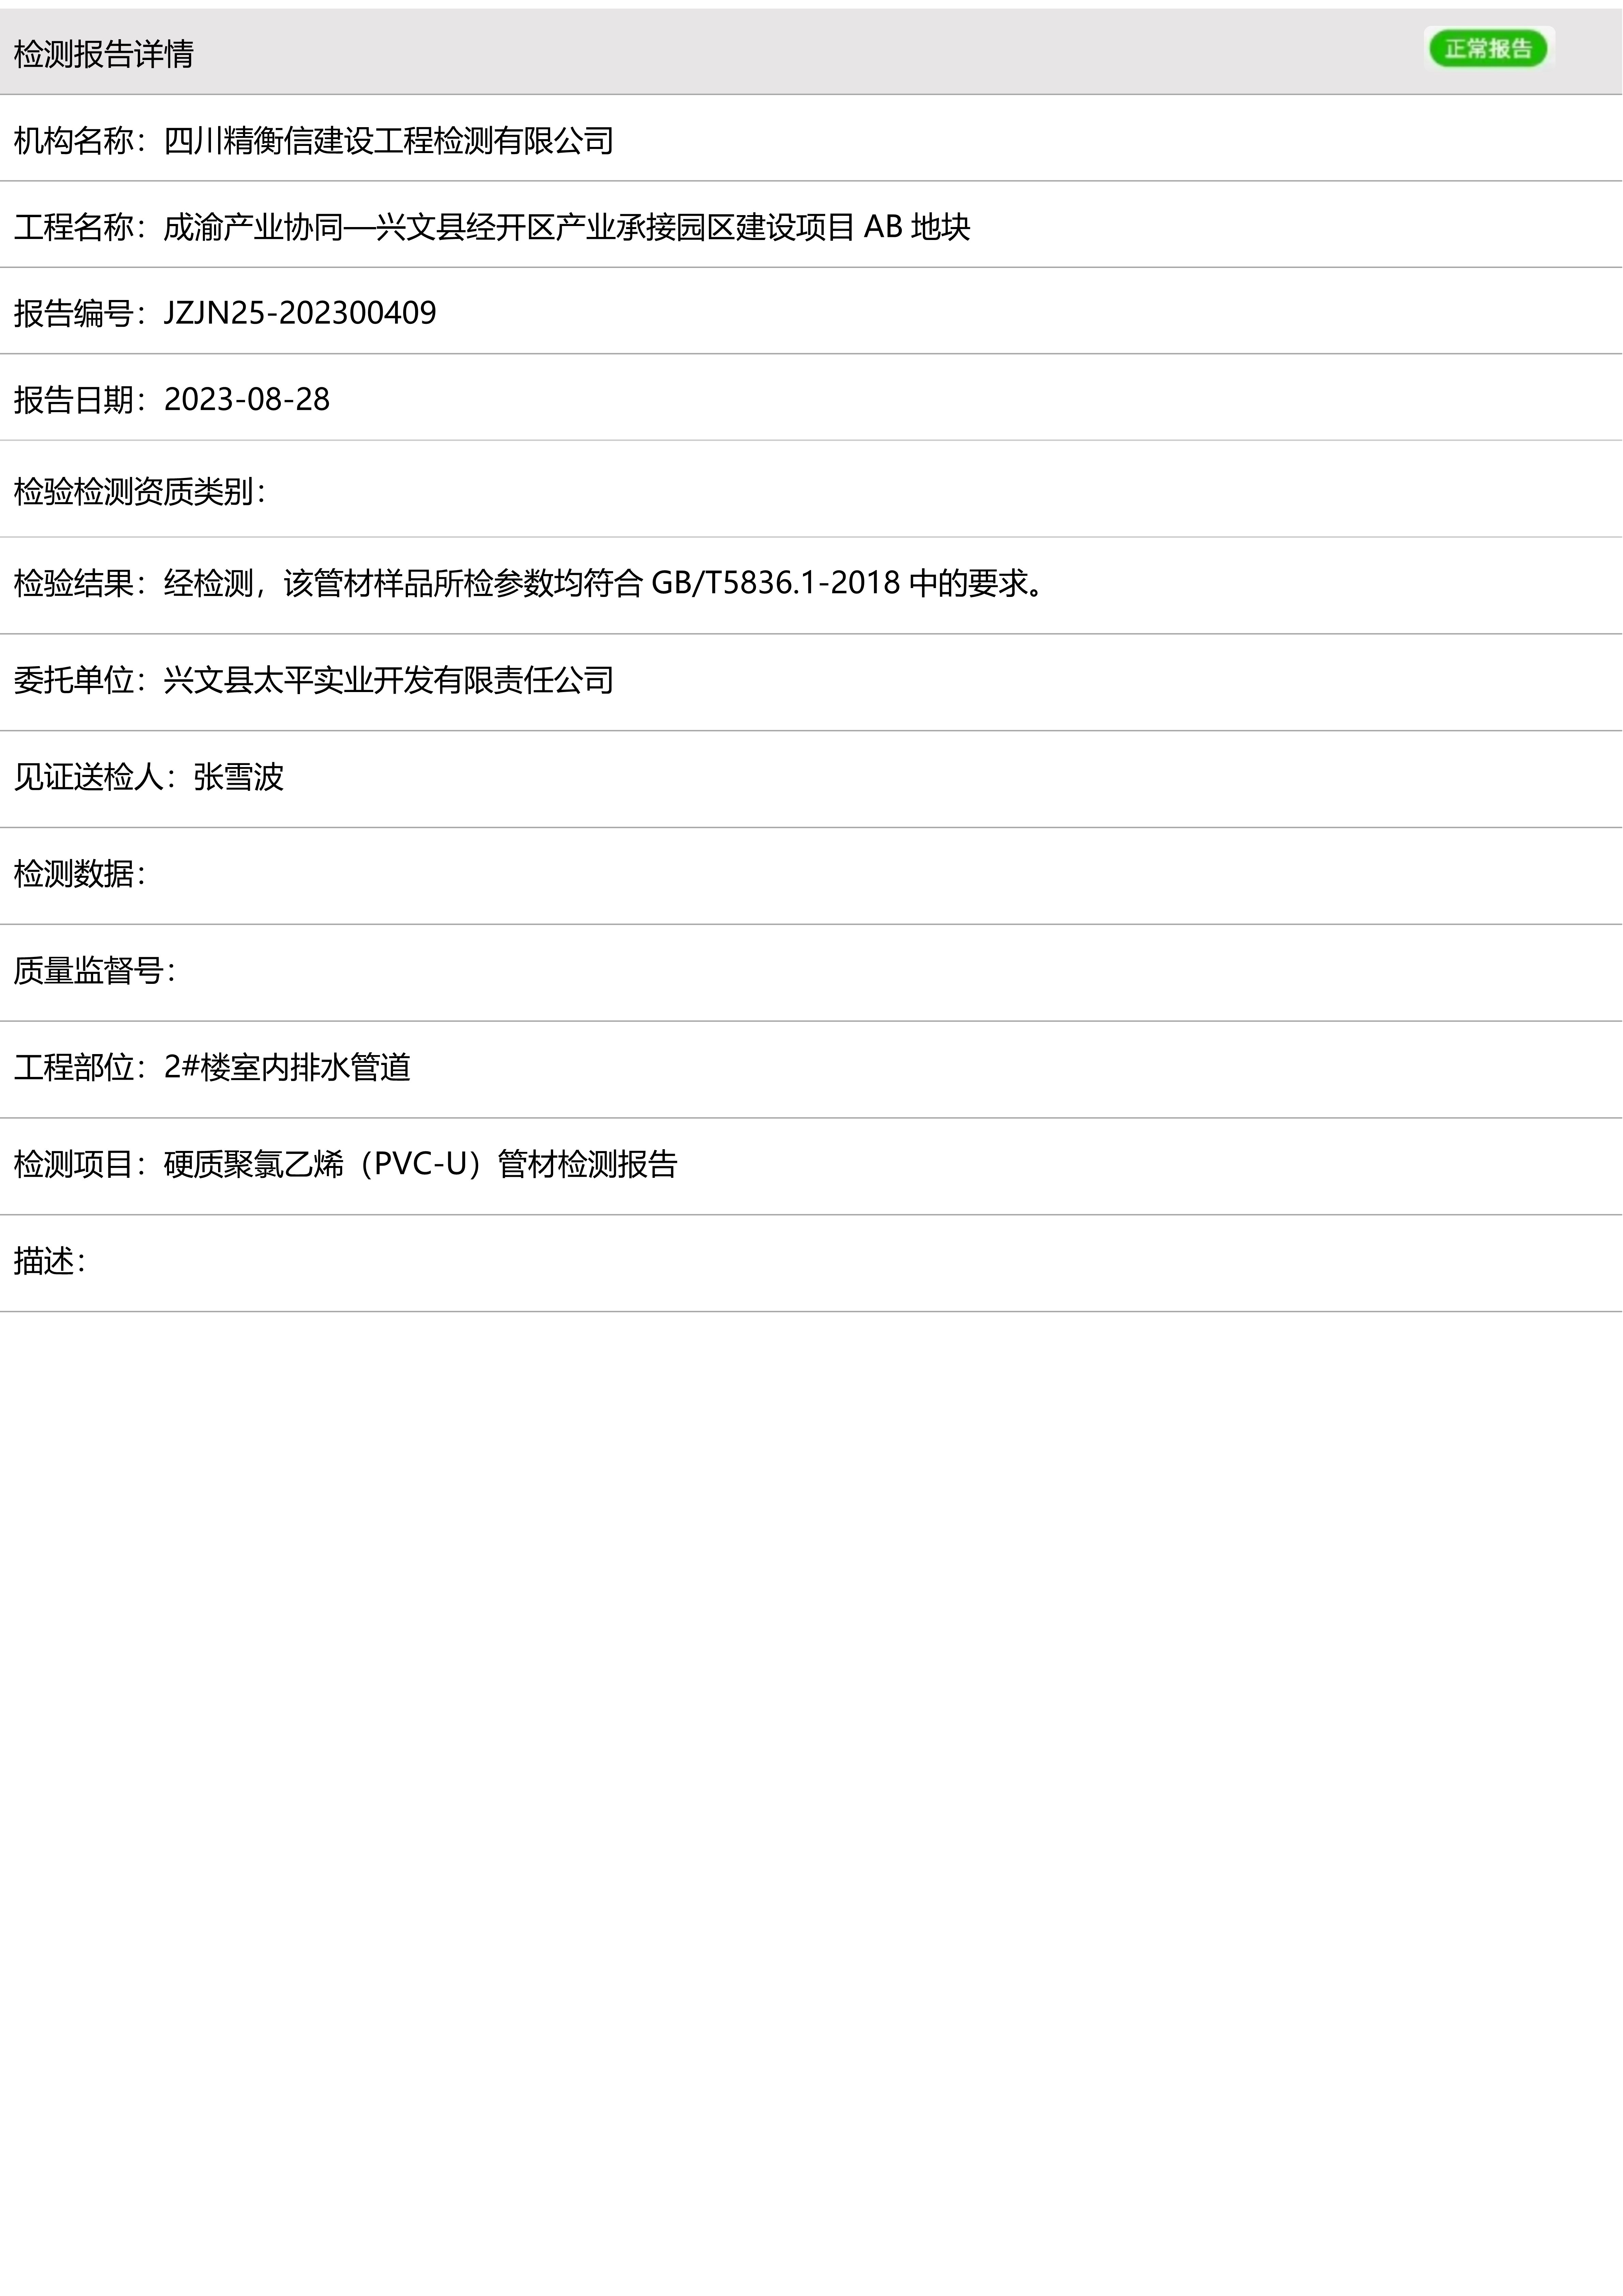 检测报告详情 正常报告
机构名称：四川精衡信建设工程检测有限公司
工程名称：成渝产业协同—兴文县经开区产业承接园区建设项目 AB 地块
报告编号：JZJN25-202300409
报告日期：2023-08-28
检验检测资质类别：
检验结果：经检测，该管材样品所检参数均符合 GB/T5836.1-2018 中的要求。
委托单位：兴文县太平实业开发有限责任公司
见证送检人：张雪波
检测数据：
质量监督号：
工程部位：2#楼室内排水管道
检测项目：硬质聚氯乙烯（PVC-U）管材检测报告
描述：